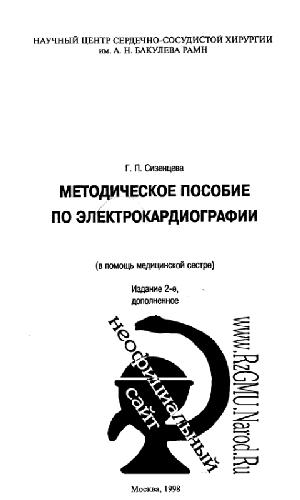 НАУЧНЫЙ ЦЕНТР СЕРДЕЧНО-СОСУДИСТОЙ ХИРУРГИИ
им. А. Н. БАКУЛЕВА РАМН
Г. П. Сизенцева
МЕТОДИЧЕСКОЕ ПОСОБИЕ
ПО ЭЛЕКТРОКАРДИОГРАФИИ
(в помощь медицинской сестре)
Издание 2-е,
дополненное
неофициальный
сайт
www.RzGMU.Narod.Ru
Москва, 1998